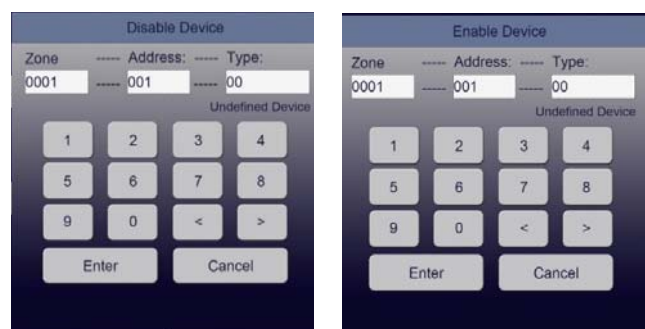 Disable Device
Zone ----- Address: ----- Type:
0001 ----- 001 ----- 00
Undefined Device
1 2 3 4
5 6 7 8
9 0 < >
Enter Cancel
Enable Device
Zone ----- Address: ----- Type:
0001 ----- 001 ----- 00
Undefined Device
1 2 3 4
5 6 7 8
9 0 < >
Enter Cancel